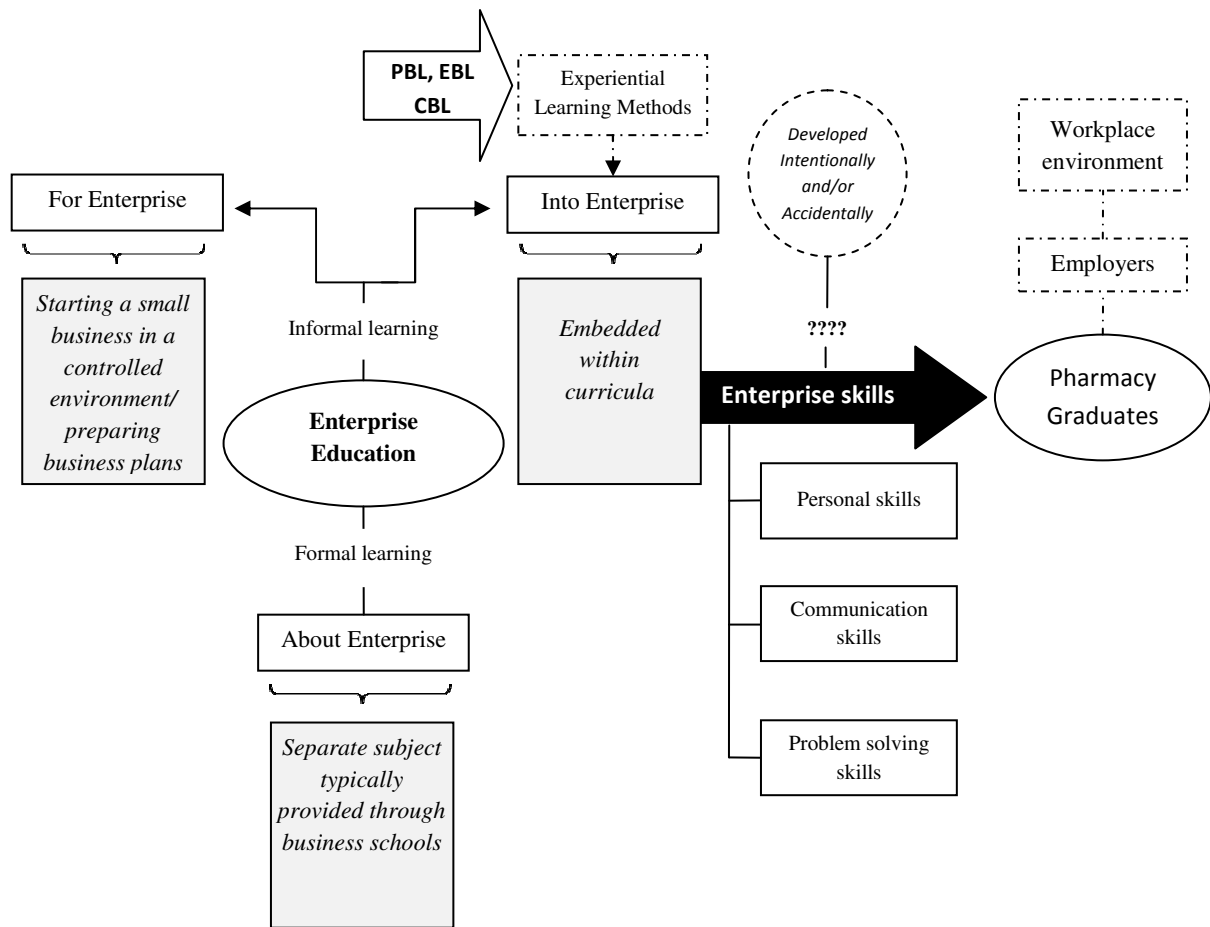 PBL, EBL
CBL
Experiential
Learning Methods
Developed
Intentionally
and/or
Accidentally
Workplace
environment
For Enterprise
Into Enterprise
Employers
Starting a small
business in a
controlled
environment/
preparing
business plans
Informal learning
Embedded
within
curricula
????
Enterprise skills
Pharmacy
Graduates
Enterprise
Education
Personal skills
Formal learning
Communication
skills
About Enterprise
Problem solving
skills
Separate subject
typically
provided through
business schools